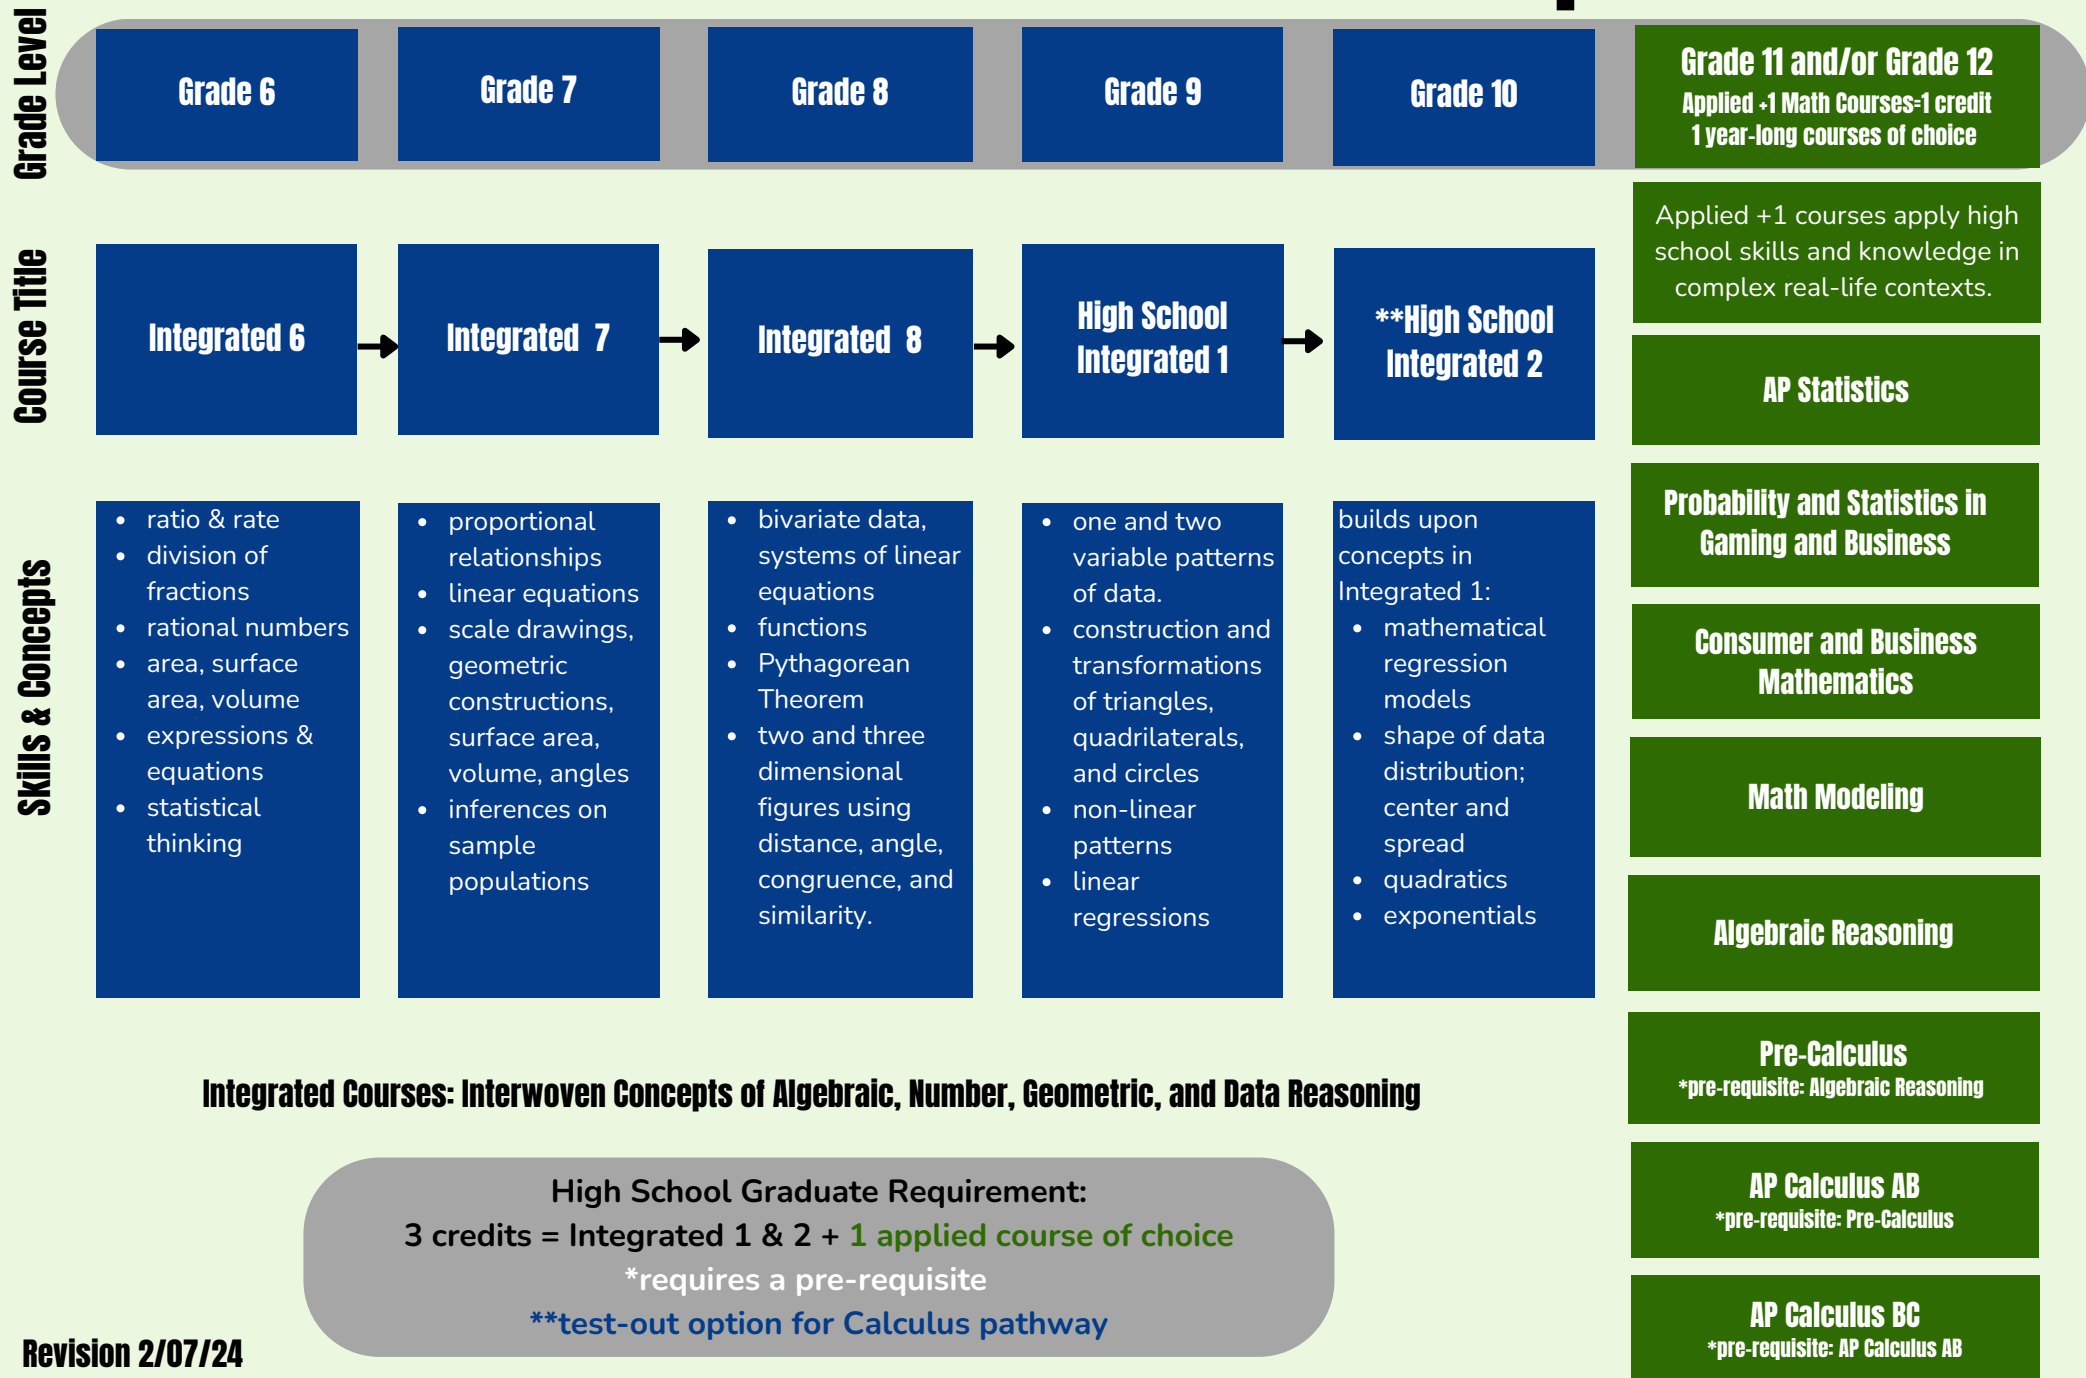 Grade Level
Grade 6
Grade 7
Grade 8
Grade 9
Grade 10
Grade 11 and/or Grade 12
Applied +1 Math Courses=1 credit
1 year-long courses of choice
Course Title
Integrated 6
Integrated 7
Integrated 8
High School
Integrated 1
**High School
Integrated 2
Applied +1 courses apply high
school skills and knowledge in
complex real-life contexts.
AP Statistics
Probability and Statistics in
Gaming and Business
Consumer and Business
Mathematics
Math Modeling
Algebraic Reasoning
Pre-Calculus
*pre-requisite: Algebraic Reasoning
AP Calculus AB
*pre-requisite: Pre-Calculus
AP Calculus BC
*pre-requisite: AP Calculus AB
Skills & Concepts
• ratio & rate
• division of
fractions
• rational numbers
• area, surface
area, volume
• expressions &
equations
• statistical
thinking
• proportional
relationships
• linear equations
• scale drawings,
geometric
constructions,
surface area,
volume, angles
• inferences on
sample
populations
• bivariate data,
systems of linear
equations
• functions
• Pythagorean
Theorem
• two and three
dimensional
figures using
distance, angle,
congruence, and
similarity.
• one and two
variable patterns
of data.
• construction and
transformations
of triangles,
quadrilaterals,
and circles
• non-linear
patterns
• linear
regressions
builds upon
concepts in
Integrated 1:
• mathematical
regression
models
• shape of data
distribution;
center and
spread
• quadratics
• exponentials
Integrated Courses: Interwoven Concepts of Algebraic, Number, Geometric, and Data Reasoning
High School Graduate Requirement:
3 credits = Integrated 1 & 2 + 1 applied course of choice
*requires a pre-requisite
**test-out option for Calculus pathway
Revision 2/07/24